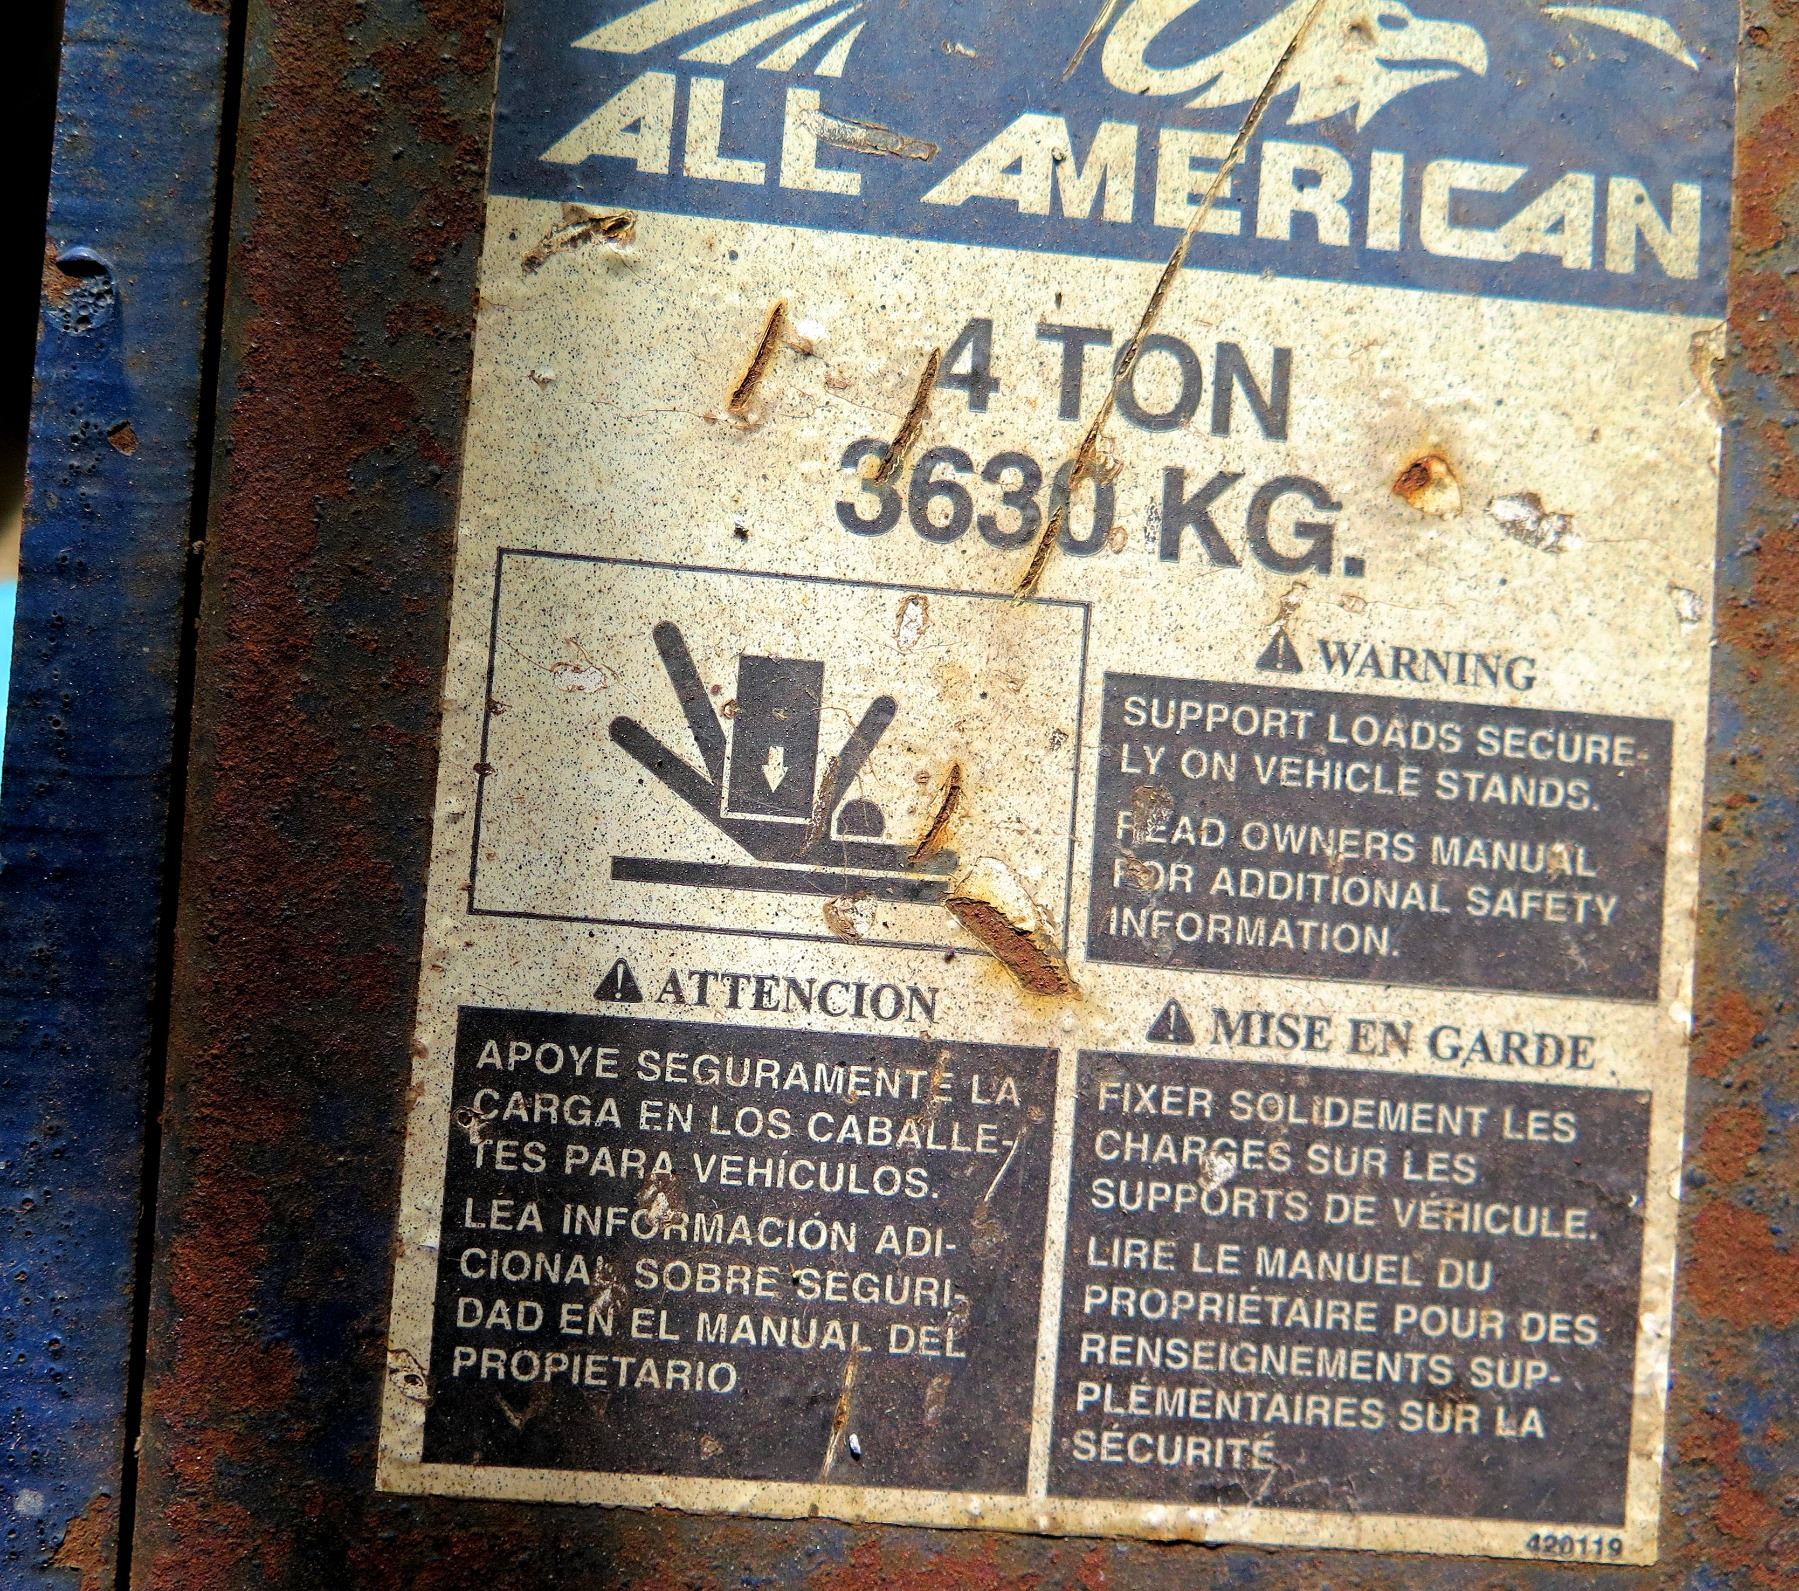 ALL AMERICAN
4 TON
3630 KG.
WARNING
SUPPORT LOADS SECURE-
LY ON VEHICLE STANDS.
READ OWNERS MANUAL
FOR ADDITIONAL SAFETY
INFORMATION.
ATTENCION
APOYE SEGURAMENTE LA
CARGA EN LOS CABALLE-
TES PARA VEHÍCULOS.
LEA INFORMACIÓN ADI-
CIONAL SOBRE SEGURI-
DAD EN EL MANUAL DEL
PROPIETARIO
MISE EN GARDE
FIXER SOLIDEMENT LES
CHARGES SUR LES
SUPPORTS DE VÉHICULE.
LIRE LE MANUEL DU
PROPRIÉTAIRE POUR DES
RENSEIGNEMENTS SUP-
PLÉMENTAIRES SUR LA
SÉCURITÉ
420119